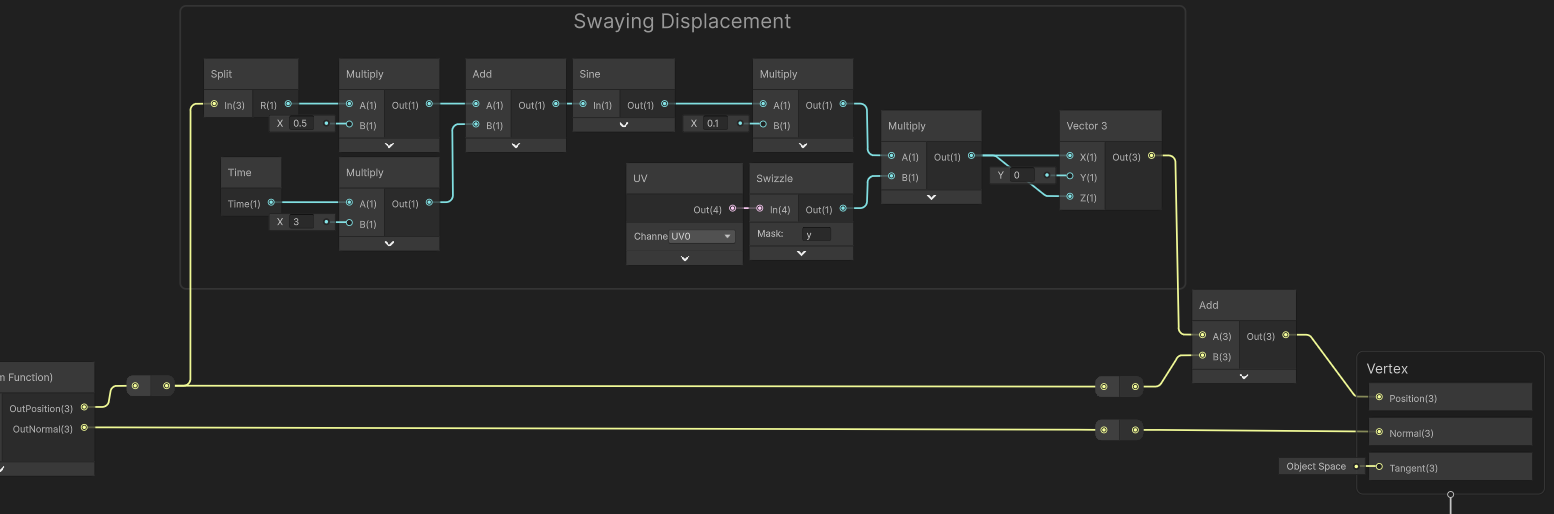 Swaying Displacement
Split
In(3) R(1)
Multiply
A(1) Out(1)
X 0.5 B(1)
Add
A(1) Out(1)
B(1)
Sine
In(1) Out(1)
Multiply
A(1) Out(1)
X 0.1 B(1)
Multiply
A(1) Out(1)
B(1)
Vector 3
X(1) Out(3)
Y 0 Y(1)
Z(1)
Time
Time(1)
Multiply
A(1) Out(1)
X 3 B(1)
UV
Out(4)
Channe UV0
Swizzle
In(4) Out(1)
Mask: y
Add
A(3) Out(3)
B(3)
m Function)
OutPosition(3)
OutNormal(3)
Vertex
Position(3)
Normal(3)
Object Space Tangent(3)